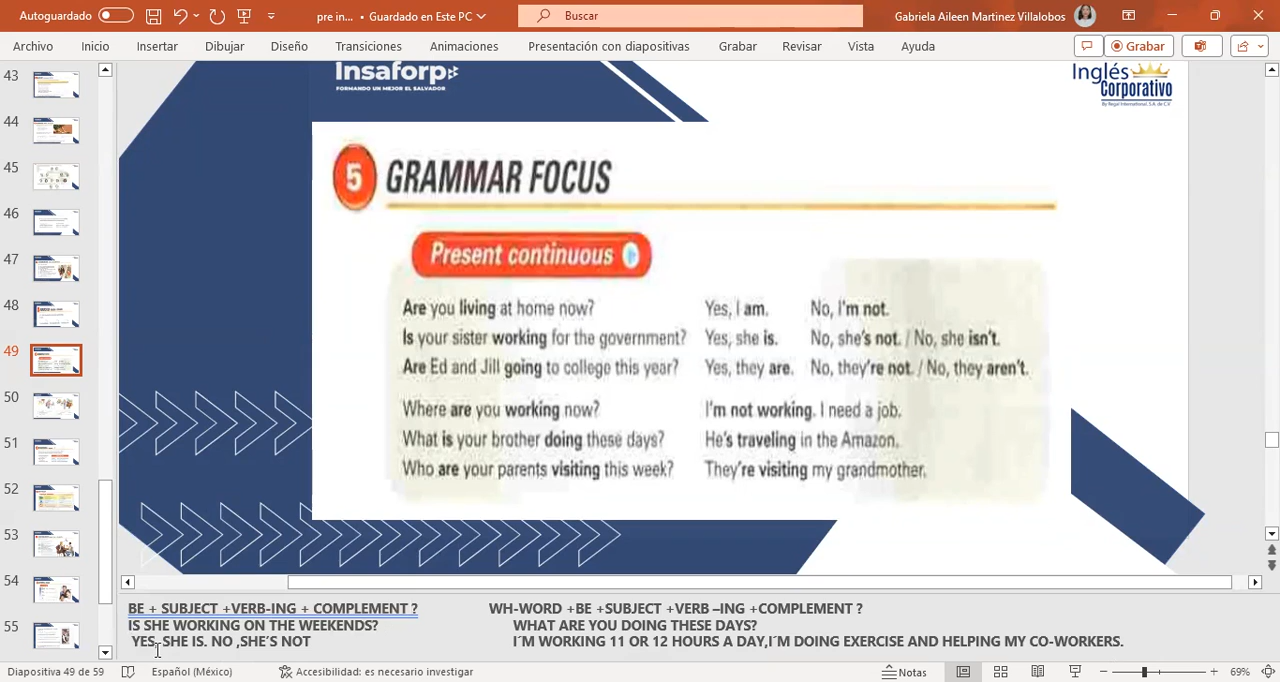 Autoguardado
pre in... • Guardado en Este PC
Buscar
Gabriela Aileen Martinez Villalobos
Archivo Inicio Insertar Dibujar Diseño Transiciones Animaciones Presentación con diapositivas Grabar Revisar Vista Ayuda Grabar
43
44
45
46
47
48
49
50
51
52
53
54
55
Insaforp
FORMANDO UN MEJOR EL SALVADOR
Inglés
Corporativo
By Regal International, S.A. de C.V.
5 GRAMMAR FOCUS
Present continuous
Are you living at home now? Yes, I am. No, I'm not.
Is your sister working for the government? Yes, she is. No, she's not. / No, she isn't.
Are Ed and Jill going to college this year? Yes, they are. No, they're not. / No, they aren't.
Where are you working now? I'm not working. I need a job.
What is your brother doing these days? He's traveling in the Amazon.
Who are your parents visiting this week? They're visiting my grandmother.
BE + SUBJECT +VERB-ING + COMPLEMENT ? WH-WORD +BE +SUBJECT +VERB –ING +COMPLEMENT ?
IS SHE WORKING ON THE WEEKENDS? WHAT ARE YOU DOING THESE DAYS?
YES, SHE IS. NO ,SHE'S NOT I´M WORKING 11 OR 12 HOURS A DAY,I´M DOING EXERCISE AND HELPING MY CO-WORKERS.
Diapositiva 49 de 59 Español (México) Accesibilidad: es necesario investigar Notas 69%